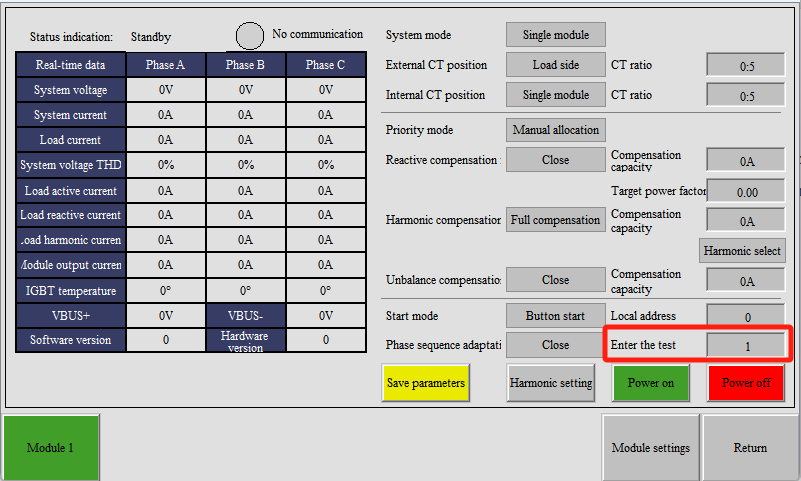 Status indication: Standby No communication
Real-time data Phase A Phase B Phase C
System voltage 0V 0V 0V
System current 0A 0A 0A
Load current 0A 0A 0A
System voltage THD 0% 0% 0%
Load active current 0A 0A 0A
Load reactive current 0A 0A 0A
oad harmonic curren 0A 0A 0A
Module output curren 0A 0A 0A
IGBT temperature 0° 0° 0°
VBUS+ 0V VBUS- 0V
Software version 0 Hardware version 0
System mode Single module
External CT position Load side CT ratio 0:5
Internal CT position Single module CT ratio 0:5
Priority mode Manual allocation
Reactive compensation Close Compensation capacity 0A
Target power factor 0.00
Harmonic compensation Full compensation Compensation capacity 0A
Harmonic select
Unbalance compensatio Close Compensation capacity 0A
Start mode Button start Local address 0
Phase sequence adaptati Close Enter the test 1
Save parameters Harmonic setting Power on Power off
Module 1 Module settings Return